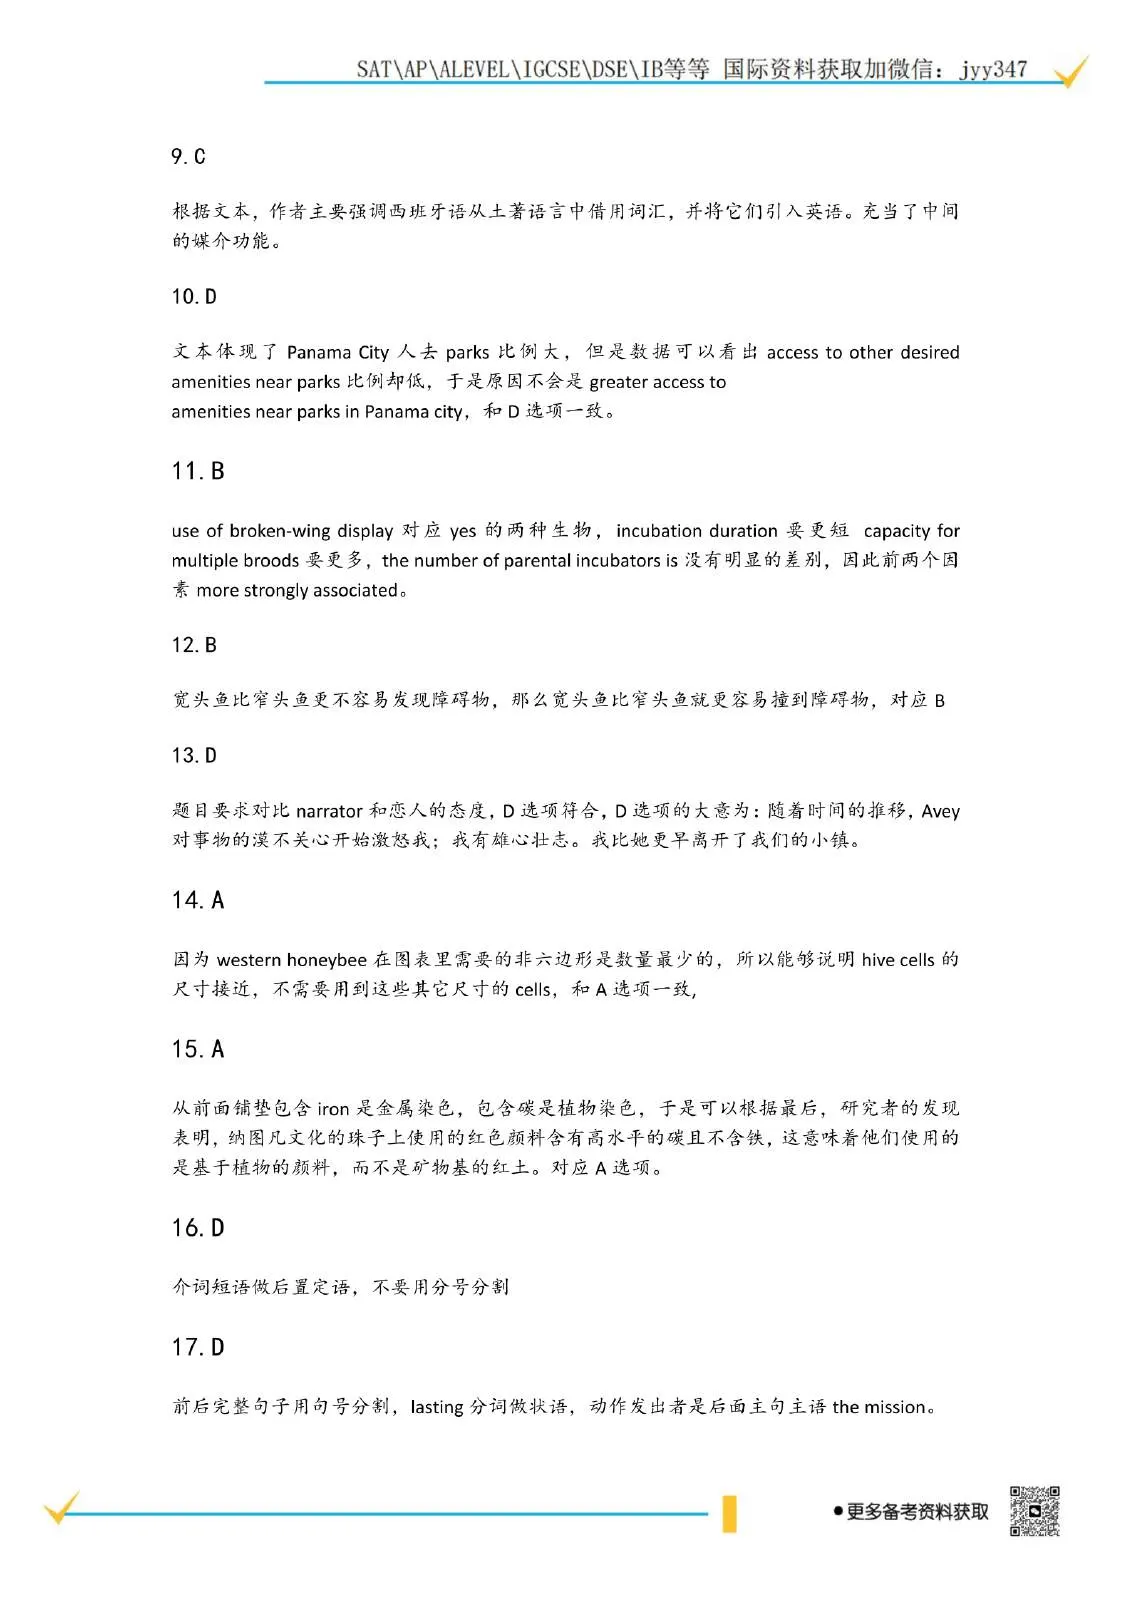 SAT\AP\ALEVEL\IGCSE\DSE\IB等等 国际资料获取加微信：jyy347
9. C
根据文本，作者主要强调西班牙语从土著语言中借用词汇，并将它们引入英语。充当了中间
的媒介功能。
10. D
文本体现了 Panama City 人去 parks 比例大，但是数据可以看出 access to other desired
amenities near parks 比例却低，于是原因不会是 greater access to
amenities near parks in Panama city，和 D 选项一致。
11. B
use of broken-wing display 对应 yes 的两种生物，incubation duration 要更短 capacity for
multiple broods 要更多，the number of parental incubators is 没有明显的差别，因此前两个因
素 more strongly associated。
12. B
宽头鱼比窄头鱼更不容易发现障碍物，那么宽头鱼比窄头鱼就更容易撞到障碍物，对应 B
13. D
题目要求对比 narrator 和恋人的态度，D 选项符合，D 选项的大意为：随着时间的推移，Avey
对事物的漠不关心开始激怒我；我有雄心壮志。我比她更早离开了我们的小镇。
14. A
因为 western honeybee 在图表里需要的非六边形是数量最少的，所以能够说明 hive cells 的
尺寸接近，不需要用到这些其它尺寸的 cells，和 A 选项一致,
15. A
从前面铺垫包含 iron 是金属染色，包含碳是植物染色，于是可以根据最后，研究者的发现
表明，纳图凡文化的珠子上使用的红色颜料含有高水平的碳且不含铁，这意味着他们使用的
是基于植物的颜料，而不是矿物基的红土。对应 A 选项。
16. D
介词短语做后置定语，不要用分号分割
17. D
前后完整句子用句号分割，lasting 分词做状语，动作发出者是后面主句主语 the mission。
●更多备考资料获取